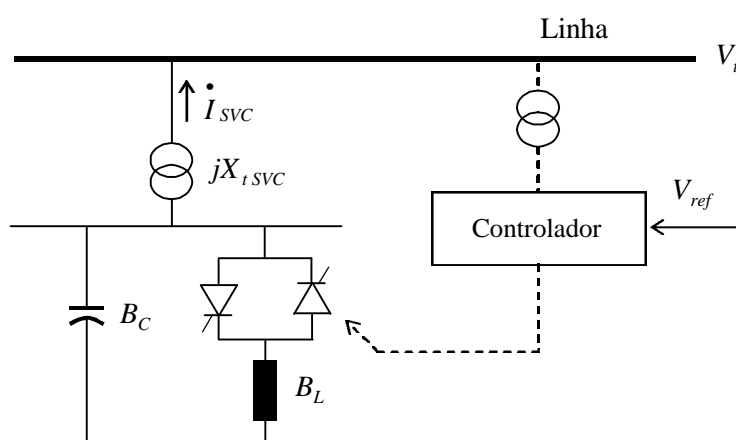 Linha
V_t
İ_SVC
jX_t SVC
V_ref
Controlador
B_C
B_L